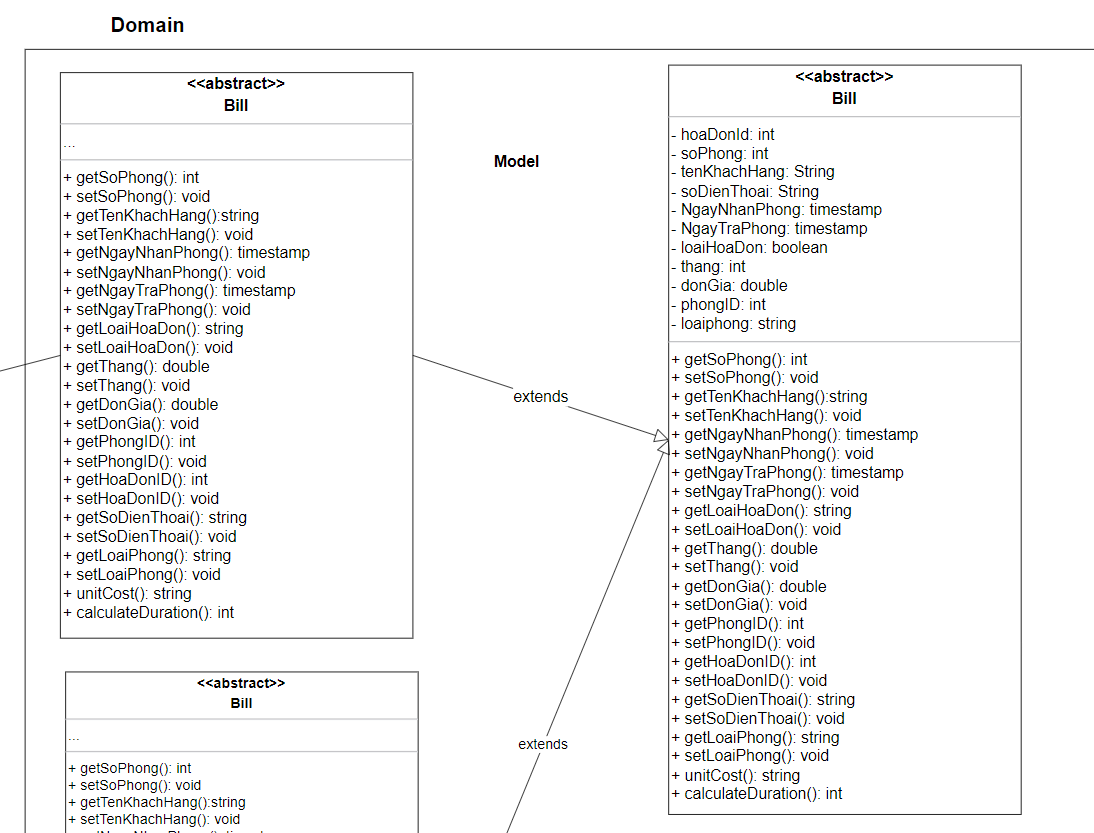 Domain
<<abstract>>
Bill
...
+ getSoPhong(): int
+ setSoPhong(): void
+ getTenKhachHang():string
+ setTenKhachHang(): void
+ getNgayNhanPhong(): timestamp
+ setNgayNhanPhong(): void
+ getNgayTraPhong(): timestamp
+ setNgayTraPhong(): void
+ getLoaiHoaDon(): string
+ setLoaiHoaDon(): void
+ getThang(): double
+ setThang(): void
+ getDonGia(): double
+ setDonGia(): void
+ getPhongID(): int
+ setPhongID(): void
+ getHoaDonID(): int
+ setHoaDonID(): void
+ getSoDienThoai(): string
+ setSoDienThoai(): void
+ getLoaiPhong(): string
+ setLoaiPhong(): void
+ unitCost(): string
+ calculateDuration(): int
<<abstract>>
Bill
...
+ getSoPhong(): int
+ setSoPhong(): void
+ getTenKhachHang():string
+ setTenKhachHang(): void
Model
extends
extends
<<abstract>>
Bill
- hoaDonId: int
- soPhong: int
- tenKhachHang: String
- soDienThoai: String
- NgayNhanPhong: timestamp
- NgayTraPhong: timestamp
- loaiHoaDon: boolean
- thang: int
- donGia: double
- phongID: int
- loaiphong: string
+ getSoPhong(): int
+ setSoPhong(): void
+ getTenKhachHang():string
+ setTenKhachHang(): void
+ getNgayNhanPhong(): timestamp
+ setNgayNhanPhong(): void
+ getNgayTraPhong(): timestamp
+ setNgayTraPhong(): void
+ getLoaiHoaDon(): string
+ setLoaiHoaDon(): void
+ getThang(): double
+ setThang(): void
+ getDonGia(): double
+ setDonGia(): void
+ getPhongID(): int
+ setPhongID(): void
+ getHoaDonID(): int
+ setHoaDonID(): void
+ getSoDienThoai(): string
+ setSoDienThoai(): void
+ getLoaiPhong(): string
+ setLoaiPhong(): void
+ unitCost(): string
+ calculateDuration(): int